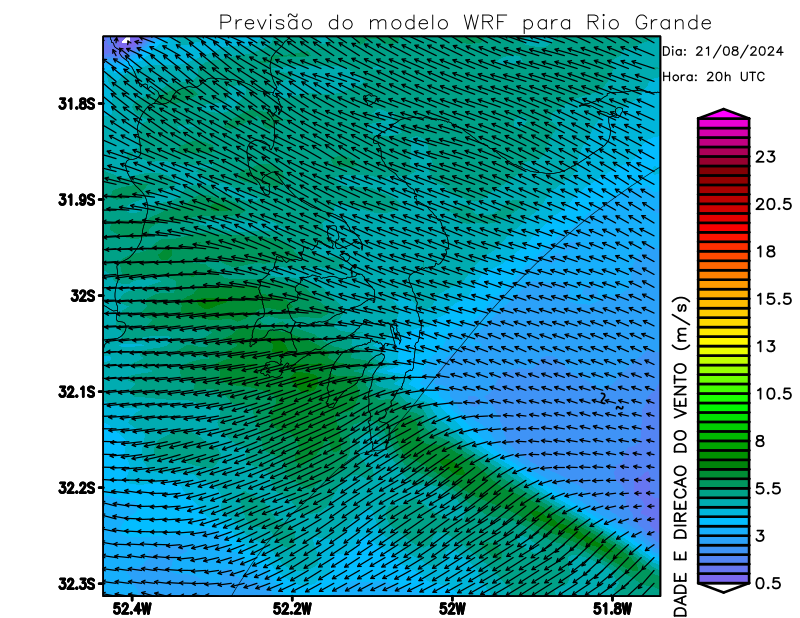 Previsão do modelo WRF para Rio Grande
Dia: 21/08/2024
Hora: 20h UTC
31.8S
31.9S
32S
32.1S
32.2S
32.3S
52.4W
52.2W
52W
51.8W
23
20.5
18
15.5
13
10.5
8
5.5
3
0.5
DADE E DIRECAO DO VENTO (m/s)